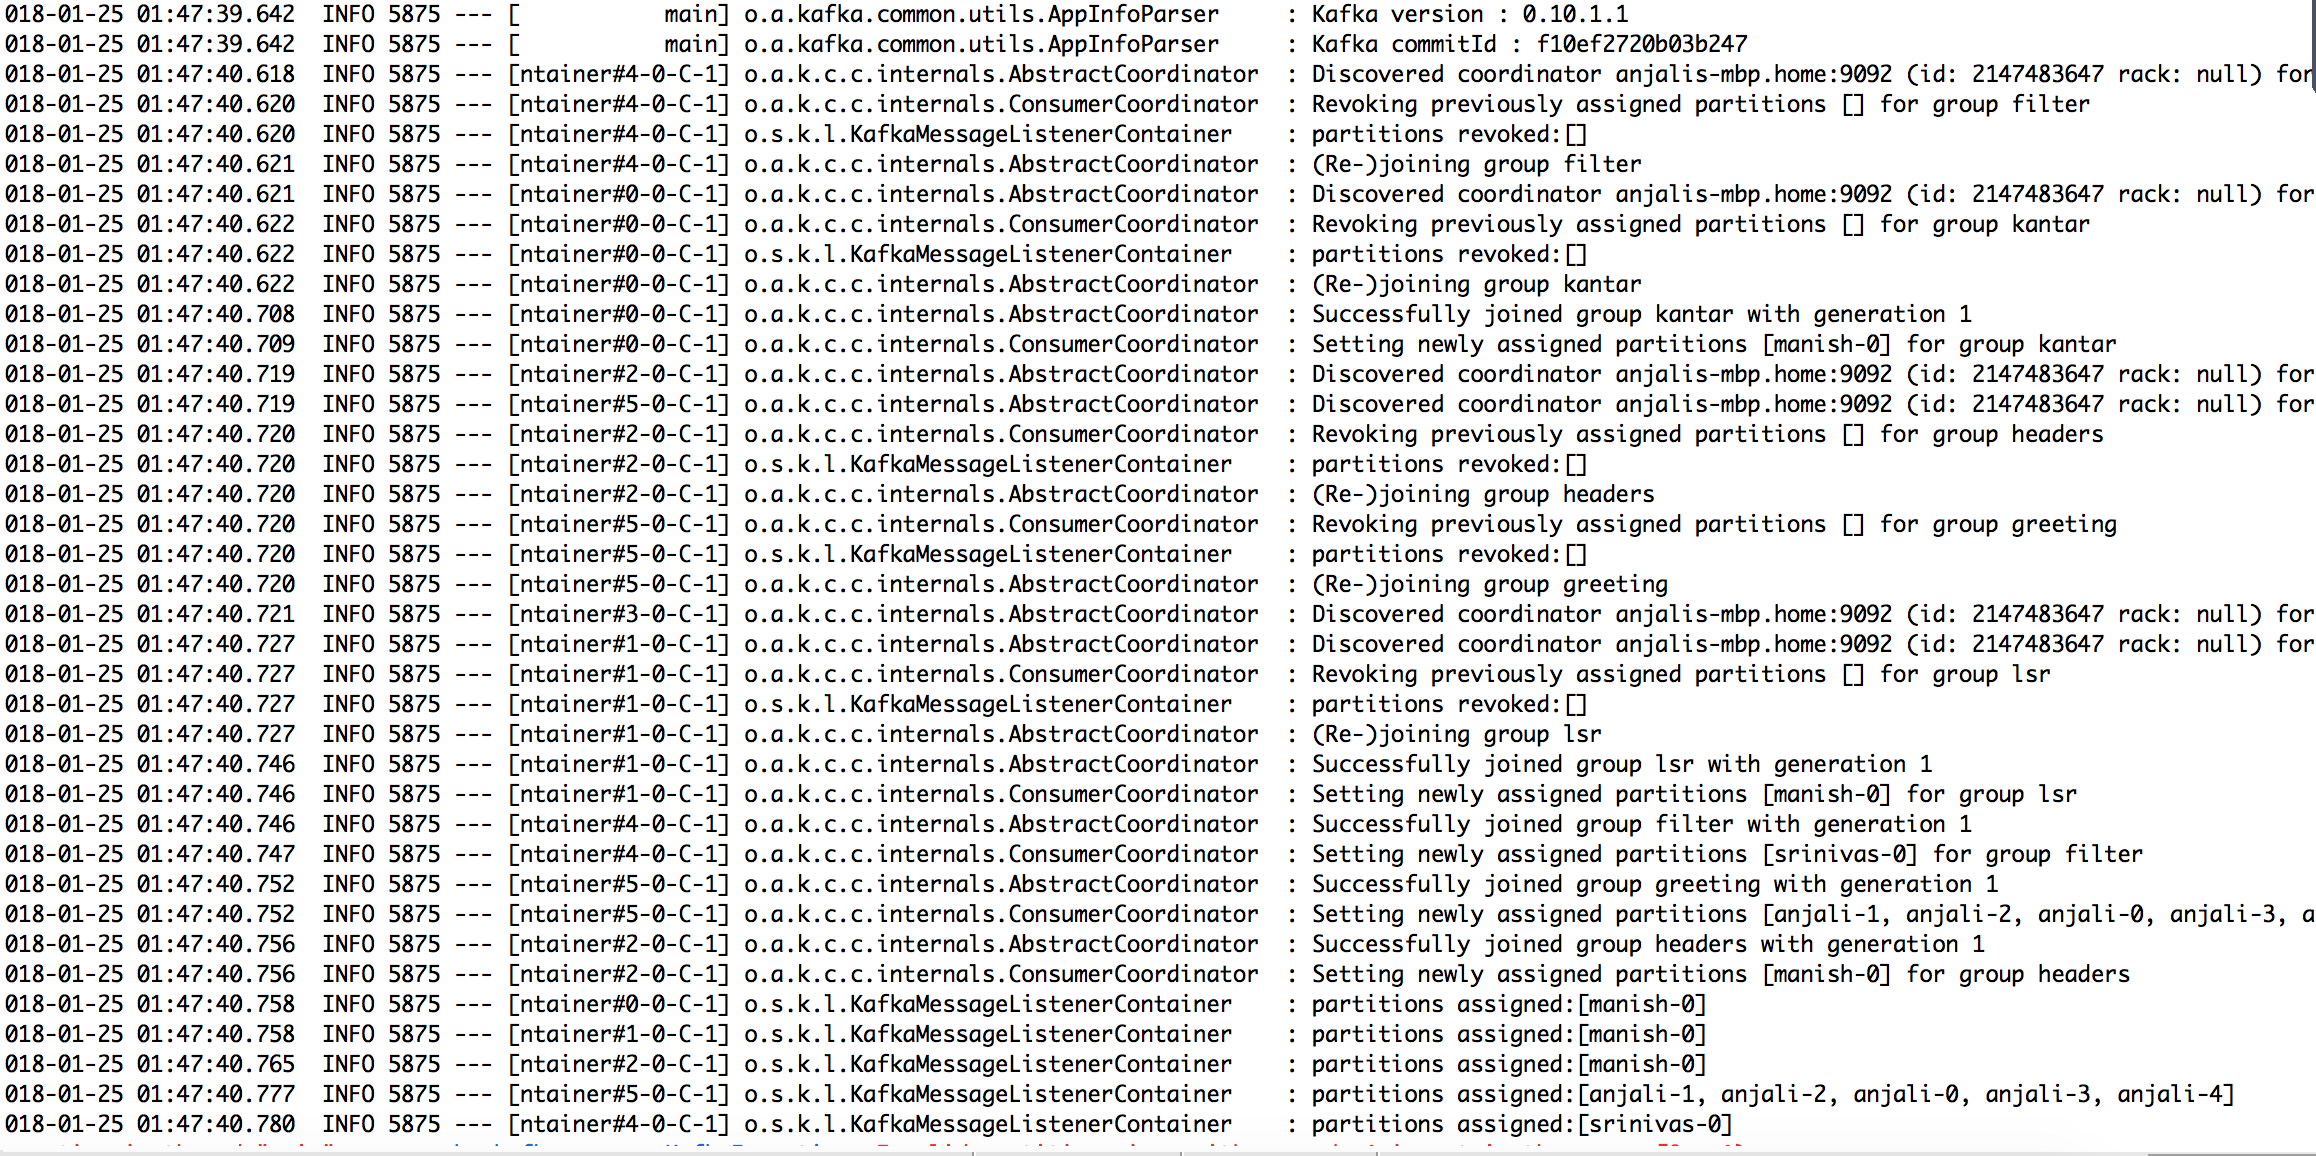 018-01-25 01:47:39.642  INFO 5875 --- [           main] o.a.kafka.common.utils.AppInfoParser     : Kafka version : 0.10.1.1
018-01-25 01:47:39.642  INFO 5875 --- [           main] o.a.kafka.common.utils.AppInfoParser     : Kafka commitId : f10ef2720b03b247
018-01-25 01:47:40.618  INFO 5875 --- [ntainer#4-0-C-1] o.a.k.c.c.internals.AbstractCoordinator  : Discovered coordinator anjalis-mbp.home:9092 (id: 2147483647 rack: null) for
018-01-25 01:47:40.620  INFO 5875 --- [ntainer#4-0-C-1] o.a.k.c.c.internals.ConsumerCoordinator  : Revoking previously assigned partitions [] for group filter
018-01-25 01:47:40.620  INFO 5875 --- [ntainer#4-0-C-1] o.s.k.l.KafkaMessageListenerContainer    : partitions revoked:[]
018-01-25 01:47:40.621  INFO 5875 --- [ntainer#4-0-C-1] o.a.k.c.c.internals.AbstractCoordinator  : (Re-)joining group filter
018-01-25 01:47:40.621  INFO 5875 --- [ntainer#0-0-C-1] o.a.k.c.c.internals.AbstractCoordinator  : Discovered coordinator anjalis-mbp.home:9092 (id: 2147483647 rack: null) for
018-01-25 01:47:40.622  INFO 5875 --- [ntainer#0-0-C-1] o.a.k.c.c.internals.ConsumerCoordinator  : Revoking previously assigned partitions [] for group kantar
018-01-25 01:47:40.622  INFO 5875 --- [ntainer#0-0-C-1] o.s.k.l.KafkaMessageListenerContainer    : partitions revoked:[]
018-01-25 01:47:40.622  INFO 5875 --- [ntainer#0-0-C-1] o.a.k.c.c.internals.AbstractCoordinator  : (Re-)joining group kantar
018-01-25 01:47:40.708  INFO 5875 --- [ntainer#0-0-C-1] o.a.k.c.c.internals.AbstractCoordinator  : Successfully joined group kantar with generation 1
018-01-25 01:47:40.709  INFO 5875 --- [ntainer#0-0-C-1] o.a.k.c.c.internals.ConsumerCoordinator  : Setting newly assigned partitions [manish-0] for group kantar
018-01-25 01:47:40.719  INFO 5875 --- [ntainer#2-0-C-1] o.a.k.c.c.internals.AbstractCoordinator  : Discovered coordinator anjalis-mbp.home:9092 (id: 2147483647 rack: null) for
018-01-25 01:47:40.719  INFO 5875 --- [ntainer#5-0-C-1] o.a.k.c.c.internals.AbstractCoordinator  : Discovered coordinator anjalis-mbp.home:9092 (id: 2147483647 rack: null) for
018-01-25 01:47:40.720  INFO 5875 --- [ntainer#2-0-C-1] o.a.k.c.c.internals.ConsumerCoordinator  : Revoking previously assigned partitions [] for group headers
018-01-25 01:47:40.720  INFO 5875 --- [ntainer#2-0-C-1] o.s.k.l.KafkaMessageListenerContainer    : partitions revoked:[]
018-01-25 01:47:40.720  INFO 5875 --- [ntainer#2-0-C-1] o.a.k.c.c.internals.AbstractCoordinator  : (Re-)joining group headers
018-01-25 01:47:40.720  INFO 5875 --- [ntainer#5-0-C-1] o.a.k.c.c.internals.ConsumerCoordinator  : Revoking previously assigned partitions [] for group greeting
018-01-25 01:47:40.720  INFO 5875 --- [ntainer#5-0-C-1] o.s.k.l.KafkaMessageListenerContainer    : partitions revoked:[]
018-01-25 01:47:40.720  INFO 5875 --- [ntainer#5-0-C-1] o.a.k.c.c.internals.AbstractCoordinator  : (Re-)joining group greeting
018-01-25 01:47:40.721  INFO 5875 --- [ntainer#3-0-C-1] o.a.k.c.c.internals.AbstractCoordinator  : Discovered coordinator anjalis-mbp.home:9092 (id: 2147483647 rack: null) for
018-01-25 01:47:40.727  INFO 5875 --- [ntainer#1-0-C-1] o.a.k.c.c.internals.AbstractCoordinator  : Discovered coordinator anjalis-mbp.home:9092 (id: 2147483647 rack: null) for
018-01-25 01:47:40.727  INFO 5875 --- [ntainer#1-0-C-1] o.a.k.c.c.internals.ConsumerCoordinator  : Revoking previously assigned partitions [] for group lsr
018-01-25 01:47:40.727  INFO 5875 --- [ntainer#1-0-C-1] o.s.k.l.KafkaMessageListenerContainer    : partitions revoked:[]
018-01-25 01:47:40.727  INFO 5875 --- [ntainer#1-0-C-1] o.a.k.c.c.internals.AbstractCoordinator  : (Re-)joining group lsr
018-01-25 01:47:40.746  INFO 5875 --- [ntainer#1-0-C-1] o.a.k.c.c.internals.AbstractCoordinator  : Successfully joined group lsr with generation 1
018-01-25 01:47:40.746  INFO 5875 --- [ntainer#1-0-C-1] o.a.k.c.c.internals.ConsumerCoordinator  : Setting newly assigned partitions [manish-0] for group lsr
018-01-25 01:47:40.746  INFO 5875 --- [ntainer#4-0-C-1] o.a.k.c.c.internals.AbstractCoordinator  : Successfully joined group filter with generation 1
018-01-25 01:47:40.747  INFO 5875 --- [ntainer#4-0-C-1] o.a.k.c.c.internals.ConsumerCoordinator  : Setting newly assigned partitions [srinivas-0] for group filter
018-01-25 01:47:40.752  INFO 5875 --- [ntainer#5-0-C-1] o.a.k.c.c.internals.AbstractCoordinator  : Successfully joined group greeting with generation 1
018-01-25 01:47:40.752  INFO 5875 --- [ntainer#5-0-C-1] o.a.k.c.c.internals.ConsumerCoordinator  : Setting newly assigned partitions [anjali-1, anjali-2, anjali-0, anjali-3, a
018-01-25 01:47:40.756  INFO 5875 --- [ntainer#2-0-C-1] o.a.k.c.c.internals.AbstractCoordinator  : Successfully joined group headers with generation 1
018-01-25 01:47:40.756  INFO 5875 --- [ntainer#2-0-C-1] o.a.k.c.c.internals.ConsumerCoordinator  : Setting newly assigned partitions [manish-0] for group headers
018-01-25 01:47:40.758  INFO 5875 --- [ntainer#0-0-C-1] o.s.k.l.KafkaMessageListenerContainer    : partitions assigned:[manish-0]
018-01-25 01:47:40.758  INFO 5875 --- [ntainer#1-0-C-1] o.s.k.l.KafkaMessageListenerContainer    : partitions assigned:[manish-0]
018-01-25 01:47:40.765  INFO 5875 --- [ntainer#2-0-C-1] o.s.k.l.KafkaMessageListenerContainer    : partitions assigned:[manish-0]
018-01-25 01:47:40.777  INFO 5875 --- [ntainer#5-0-C-1] o.s.k.l.KafkaMessageListenerContainer    : partitions assigned:[anjali-1, anjali-2, anjali-0, anjali-3, anjali-4]
018-01-25 01:47:40.780  INFO 5875 --- [ntainer#4-0-C-1] o.s.k.l.KafkaMessageListenerContainer    : partitions assigned:[srinivas-0]